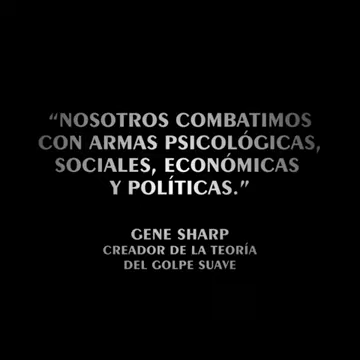 “NOSOTROS COMBATIMOS
CON ARMAS PSICOLÓGICAS,
SOCIALES, ECONÓMICAS
Y POLÍTICAS.”
GENE SHARP
CREADOR DE LA TEORÍA
DEL GOLPE SUAVE